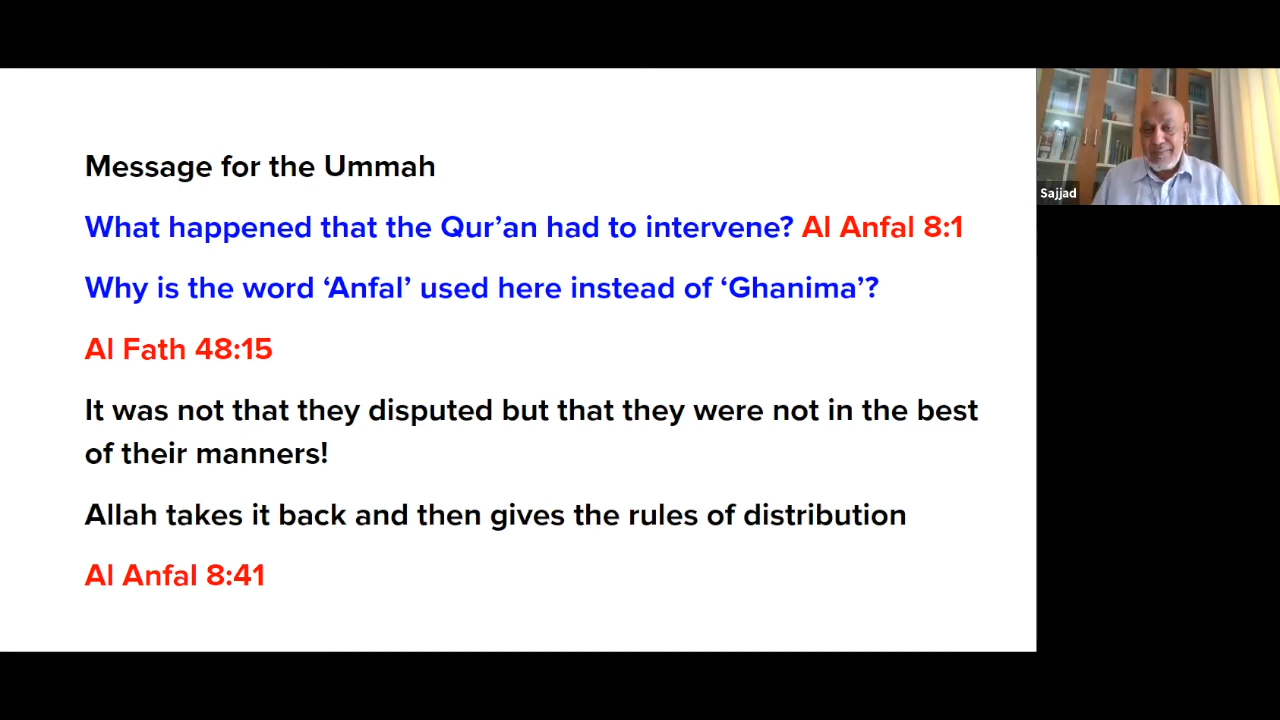 Message for the Ummah
What happened that the Qur’an had to intervene? Al Anfal 8:1
Why is the word ‘Anfal’ used here instead of ‘Ghanima’?
Al Fath 48:15
It was not that they disputed but that they were not in the best
of their manners!
Allah takes it back and then gives the rules of distribution
Al Anfal 8:41
Sajjad